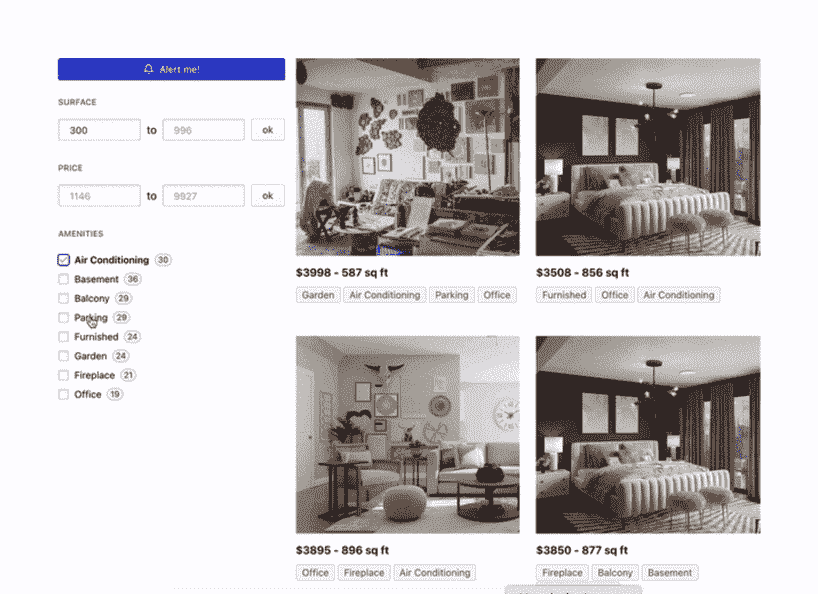 Alert me!
SURFACE
300 to 996 ok
PRICE
1146 to 9927 ok
AMENITIES
Air Conditioning 30
Basement 36
Balcony 29
Parking 29
Furnished 24
Garden 24
Fireplace 21
Office 19
$3998 - 587 sq ft
Garden Air Conditioning Parking Office
$3508 - 856 sq ft
Furnished Office Air Conditioning
$3895 - 896 sq ft
Office Fireplace Air Conditioning
$3850 - 877 sq ft
Fireplace Balcony Basement